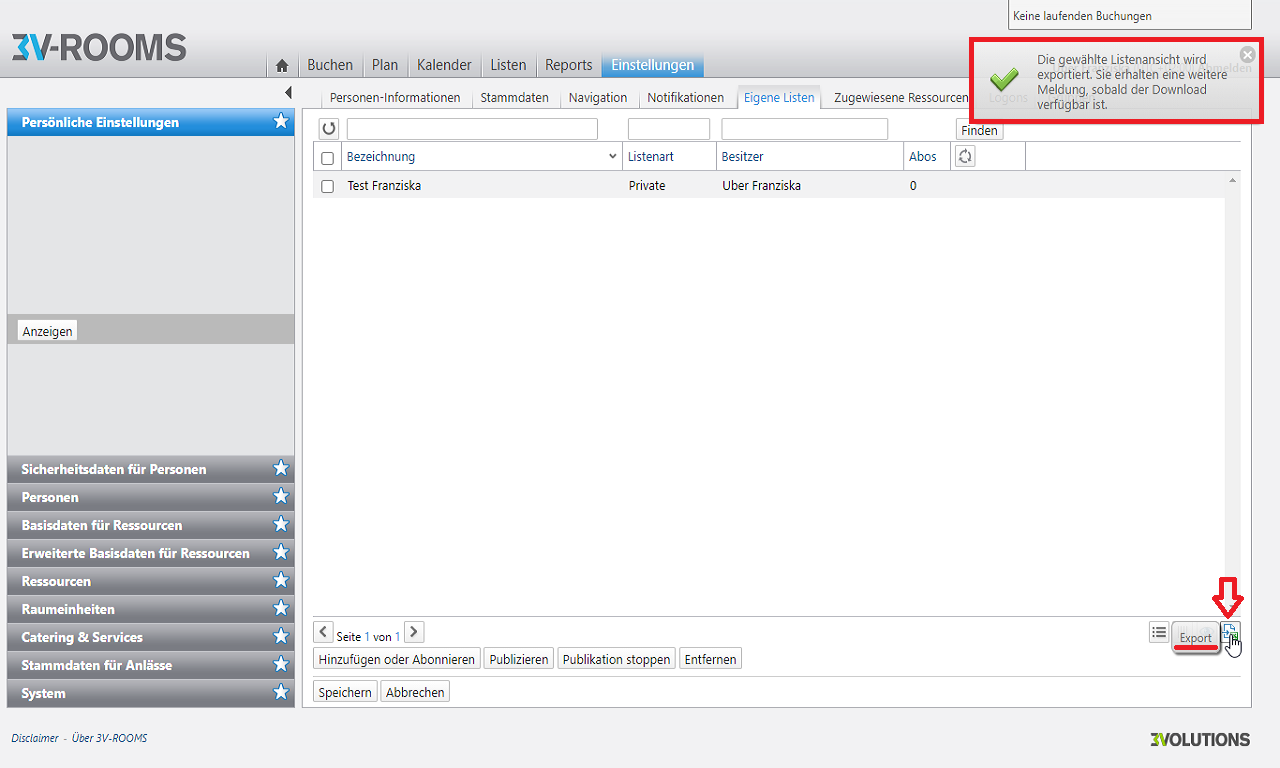 Keine laufenden Buchungen
3V-ROOMS
Buchen
Plan
Kalender
Listen
Reports
Einstellungen
Die gewählte Listenansicht wird
exportiert. Sie erhalten eine weitere
Meldung, sobald der Download
verfügbar ist.
Abmelden
Personen-Informationen
Stammdaten
Navigation
Notifikationen
Eigene Listen
Zugewiesene Ressourcen
Logons
Persönliche Einstellungen
Finden
Bezeichnung
Listenart
Besitzer
Abos
Test Franziska
Private
Uber Franziska
0
Anzeigen
Sicherheitsdaten für Personen
Personen
Basisdaten für Ressourcen
Erweiterte Basisdaten für Ressourcen
Ressourcen
Raumeinheiten
Catering & Services
Stammdaten für Anlässe
System
Seite 1 von 1
Export
Hinzufügen oder Abonnieren
Publizieren
Publikation stoppen
Entfernen
Speichern
Abbrechen
Disclaimer - Über 3V-ROOMS
3VOLUTIONS